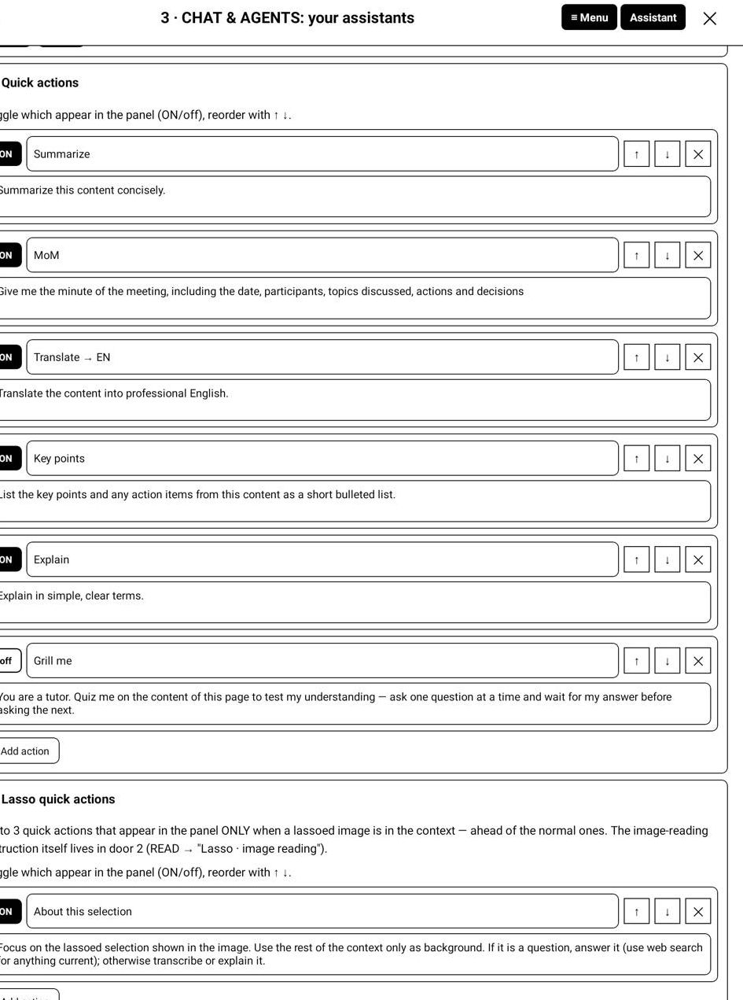 3 · CHAT & AGENTS: your assistants
≡ Menu
Assistant
Quick actions
which appear in the panel (ON/off), reorder with ↑ ↓.
ON
Summarize
↑ ↓ ×
Summarize this content concisely.
ON
MoM
↑ ↓ ×
Give me the minute of the meeting, including the date, participants, topics discussed, actions and decisions
ON
Translate → EN
↑ ↓ ×
Translate the content into professional English.
ON
Key points
↑ ↓ ×
List the key points and any action items from this content as a short bulleted list.
ON
Explain
↑ ↓ ×
Explain in simple, clear terms.
off
Grill me
↑ ↓ ×
You are a tutor. Quiz me on the content of this page to test my understanding — ask one question at a time and wait for my answer before
asking the next.
Add action
Lasso quick actions
to 3 quick actions that appear in the panel ONLY when a lassoed image is in the context — ahead of the normal ones. The image-reading
itself lives in door 2 (READ → "Lasso · image reading").
which appear in the panel (ON/off), reorder with ↑ ↓.
ON
About this selection
↑ ↓ ×
Focus on the lassoed selection shown in the image. Use the rest of the context only as background. If it is a question, answer it (use web search
for anything current); otherwise transcribe or explain it.